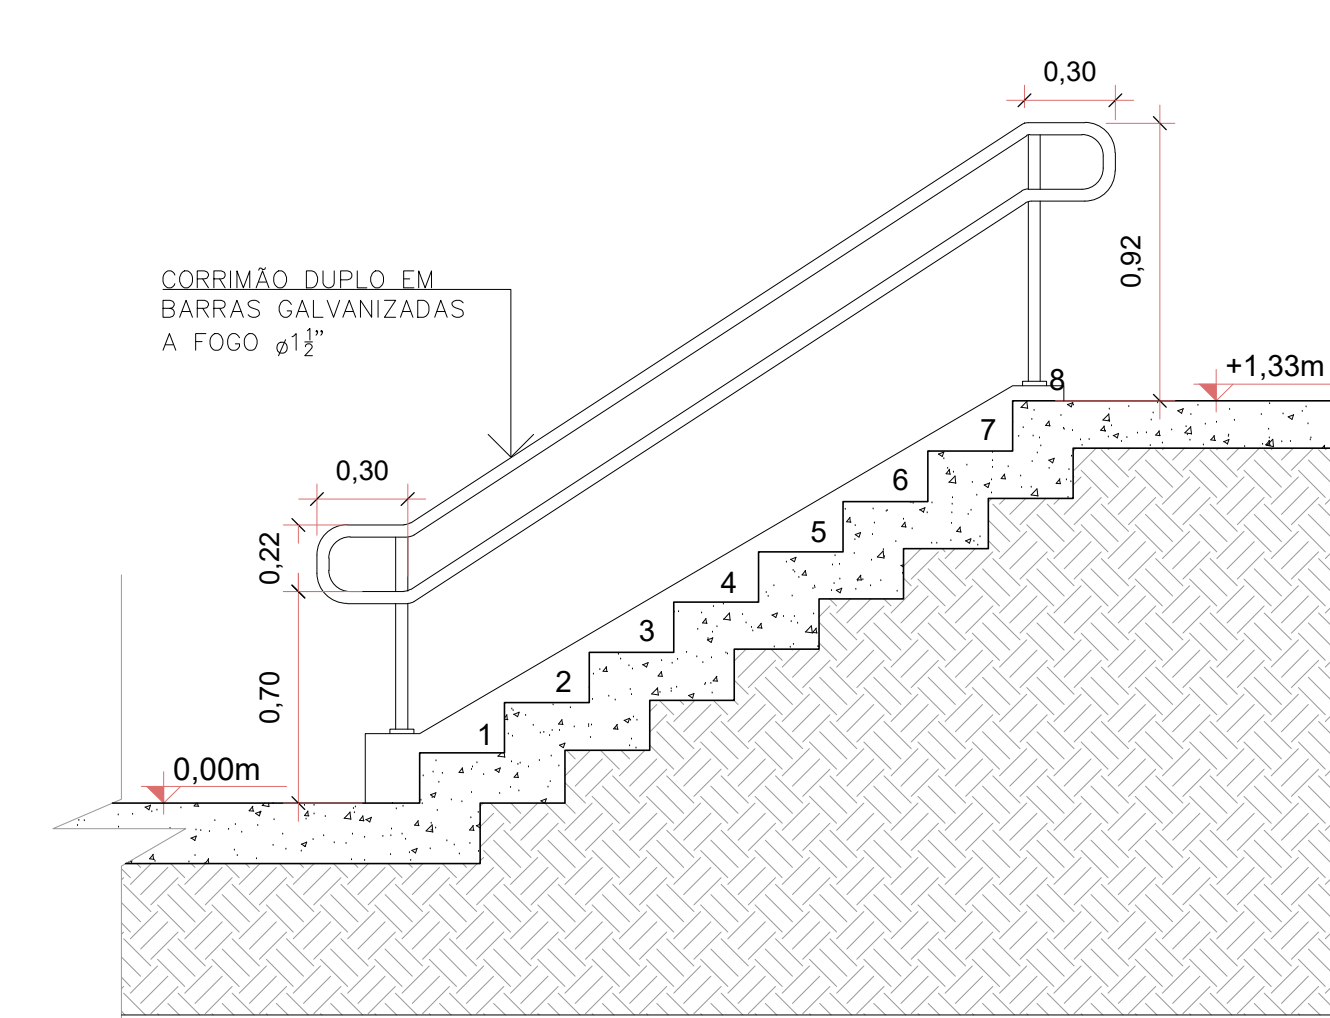 0,30
0,92
CORRIMÃO DUPLO EM
BARRAS GALVANIZADAS
A FOGO ø1½”
+1,33m
8
7
6
5
4
3
2
1
0,30
0,22
0,70
0,00m